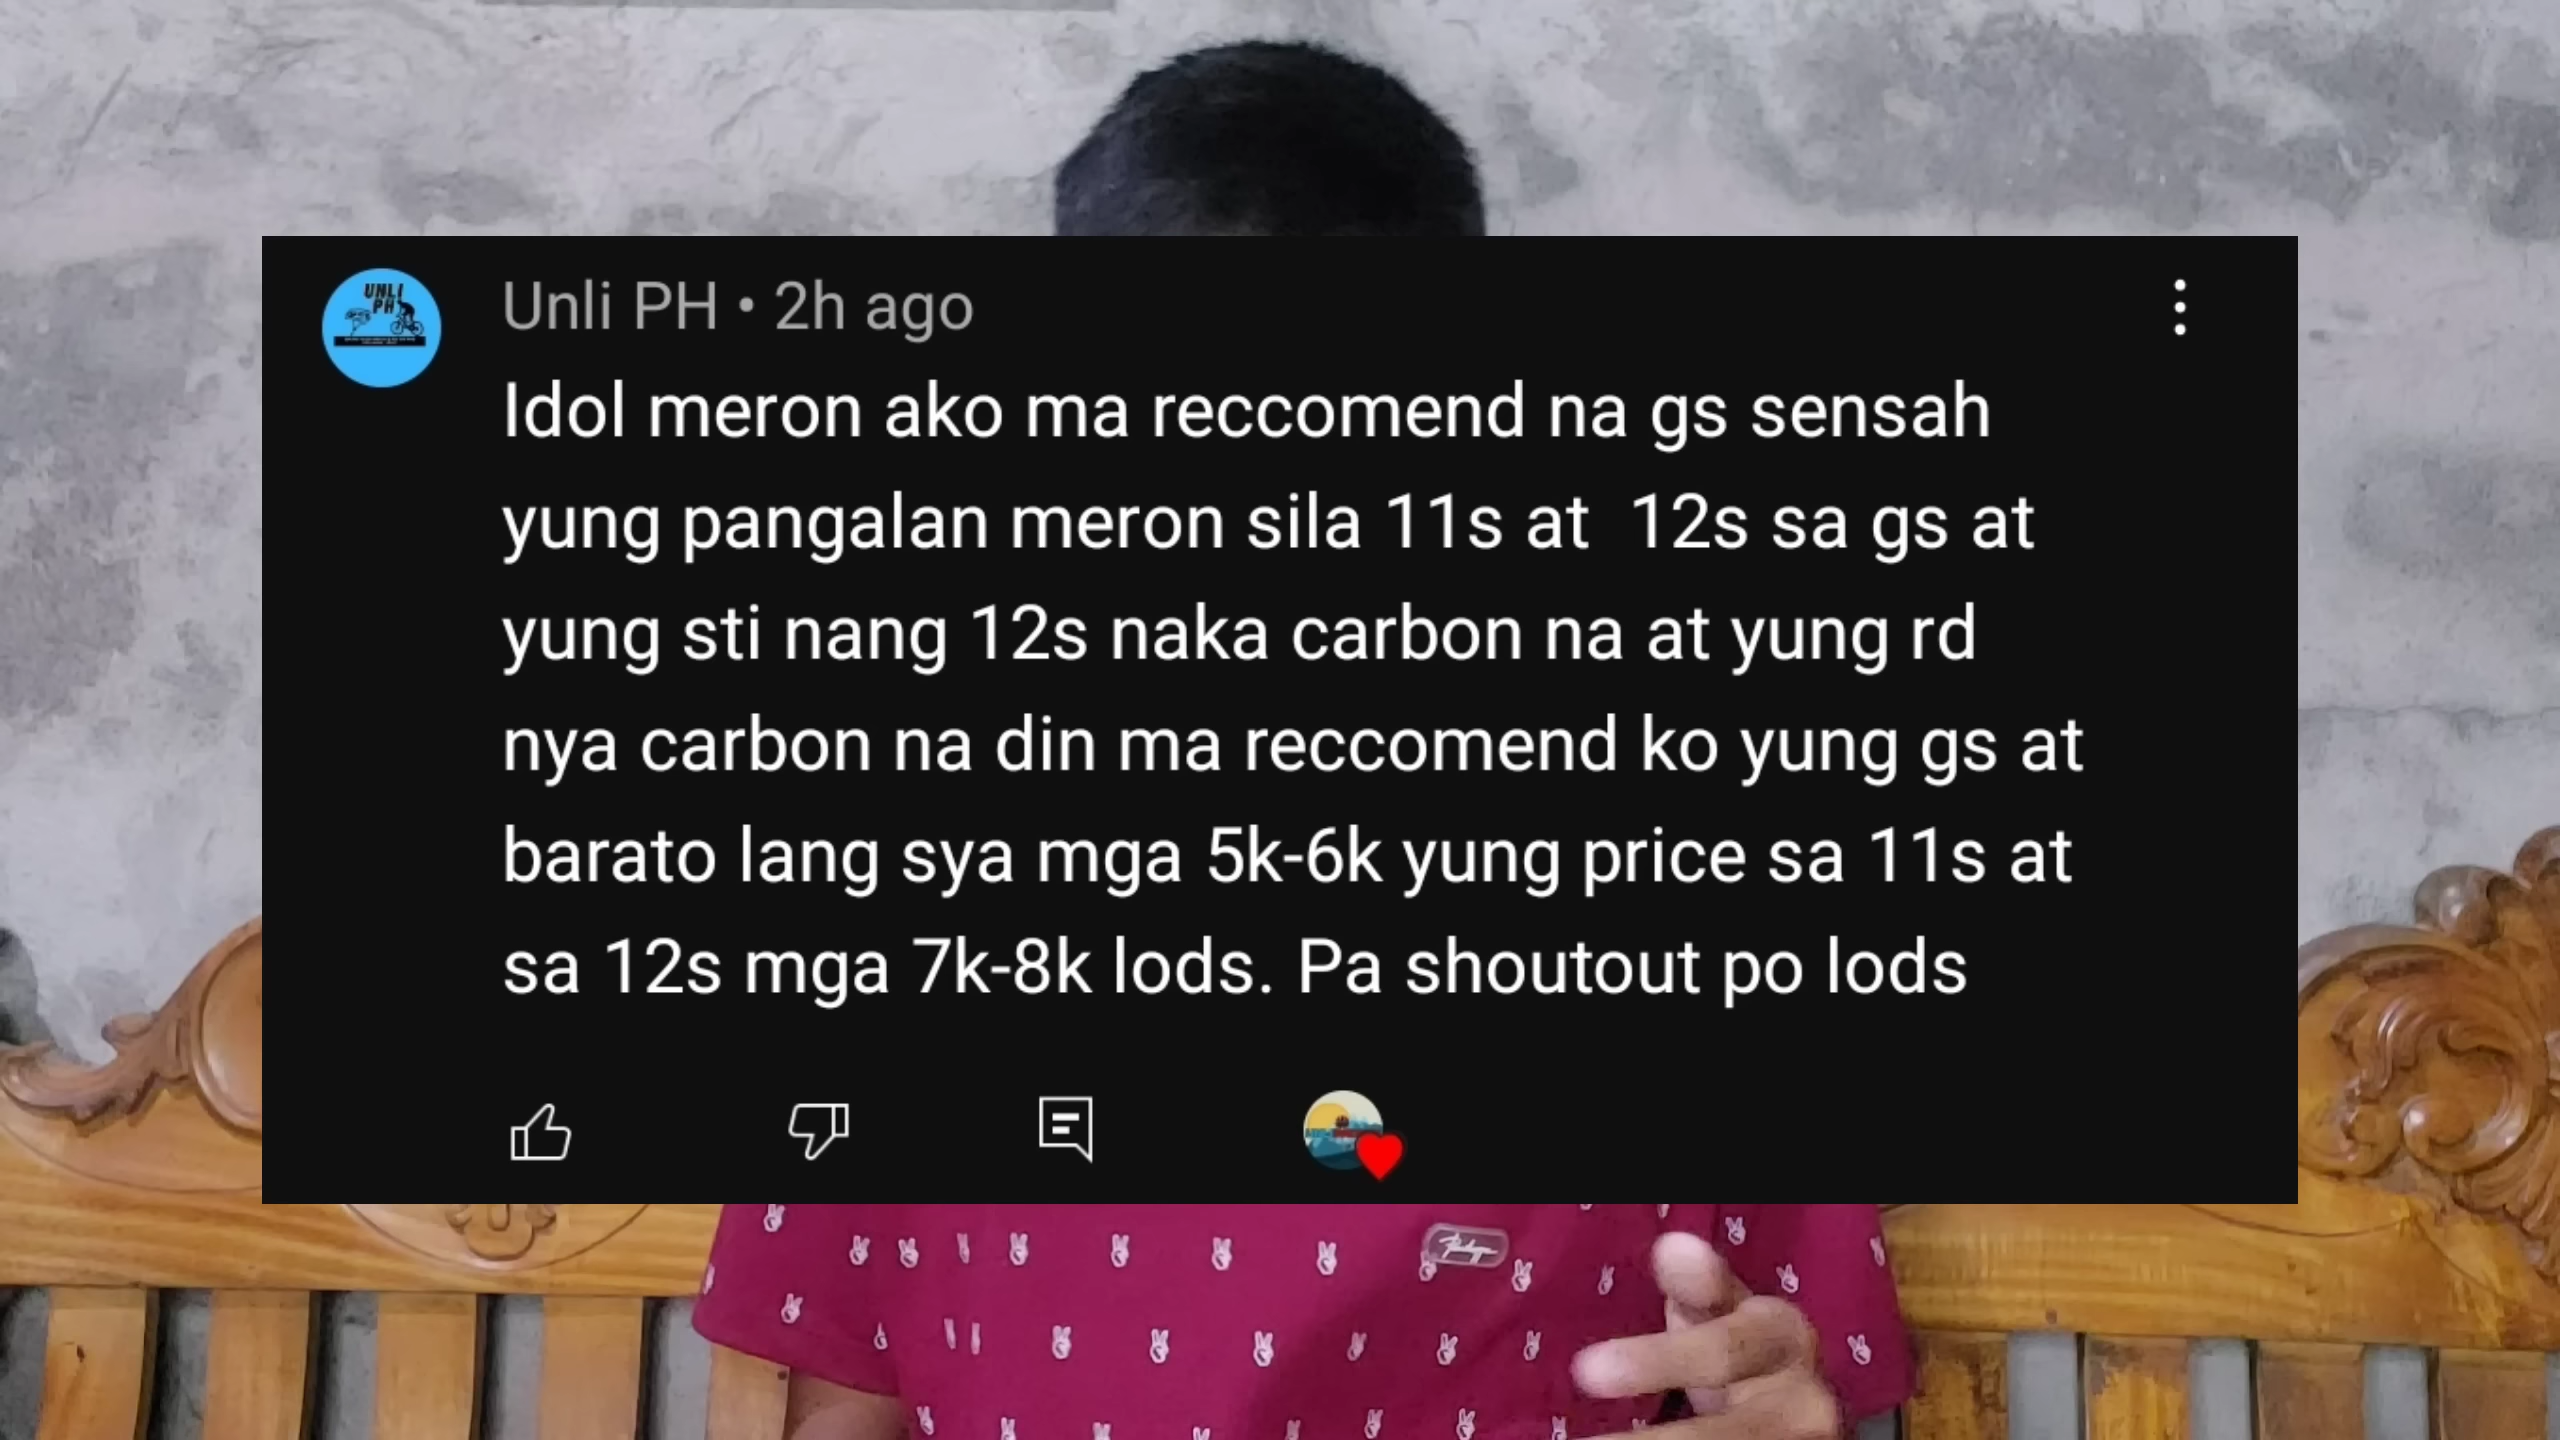 UNLI
PH
Unli PH • 2h ago
Idol meron ako ma reccomend na gs sensah
yung pangalan meron sila 11s at  12s sa gs at
yung sti nang 12s naka carbon na at yung rd
nya carbon na din ma reccomend ko yung gs at
barato lang sya mga 5k-6k yung price sa 11s at
sa 12s mga 7k-8k lods. Pa shoutout po lods